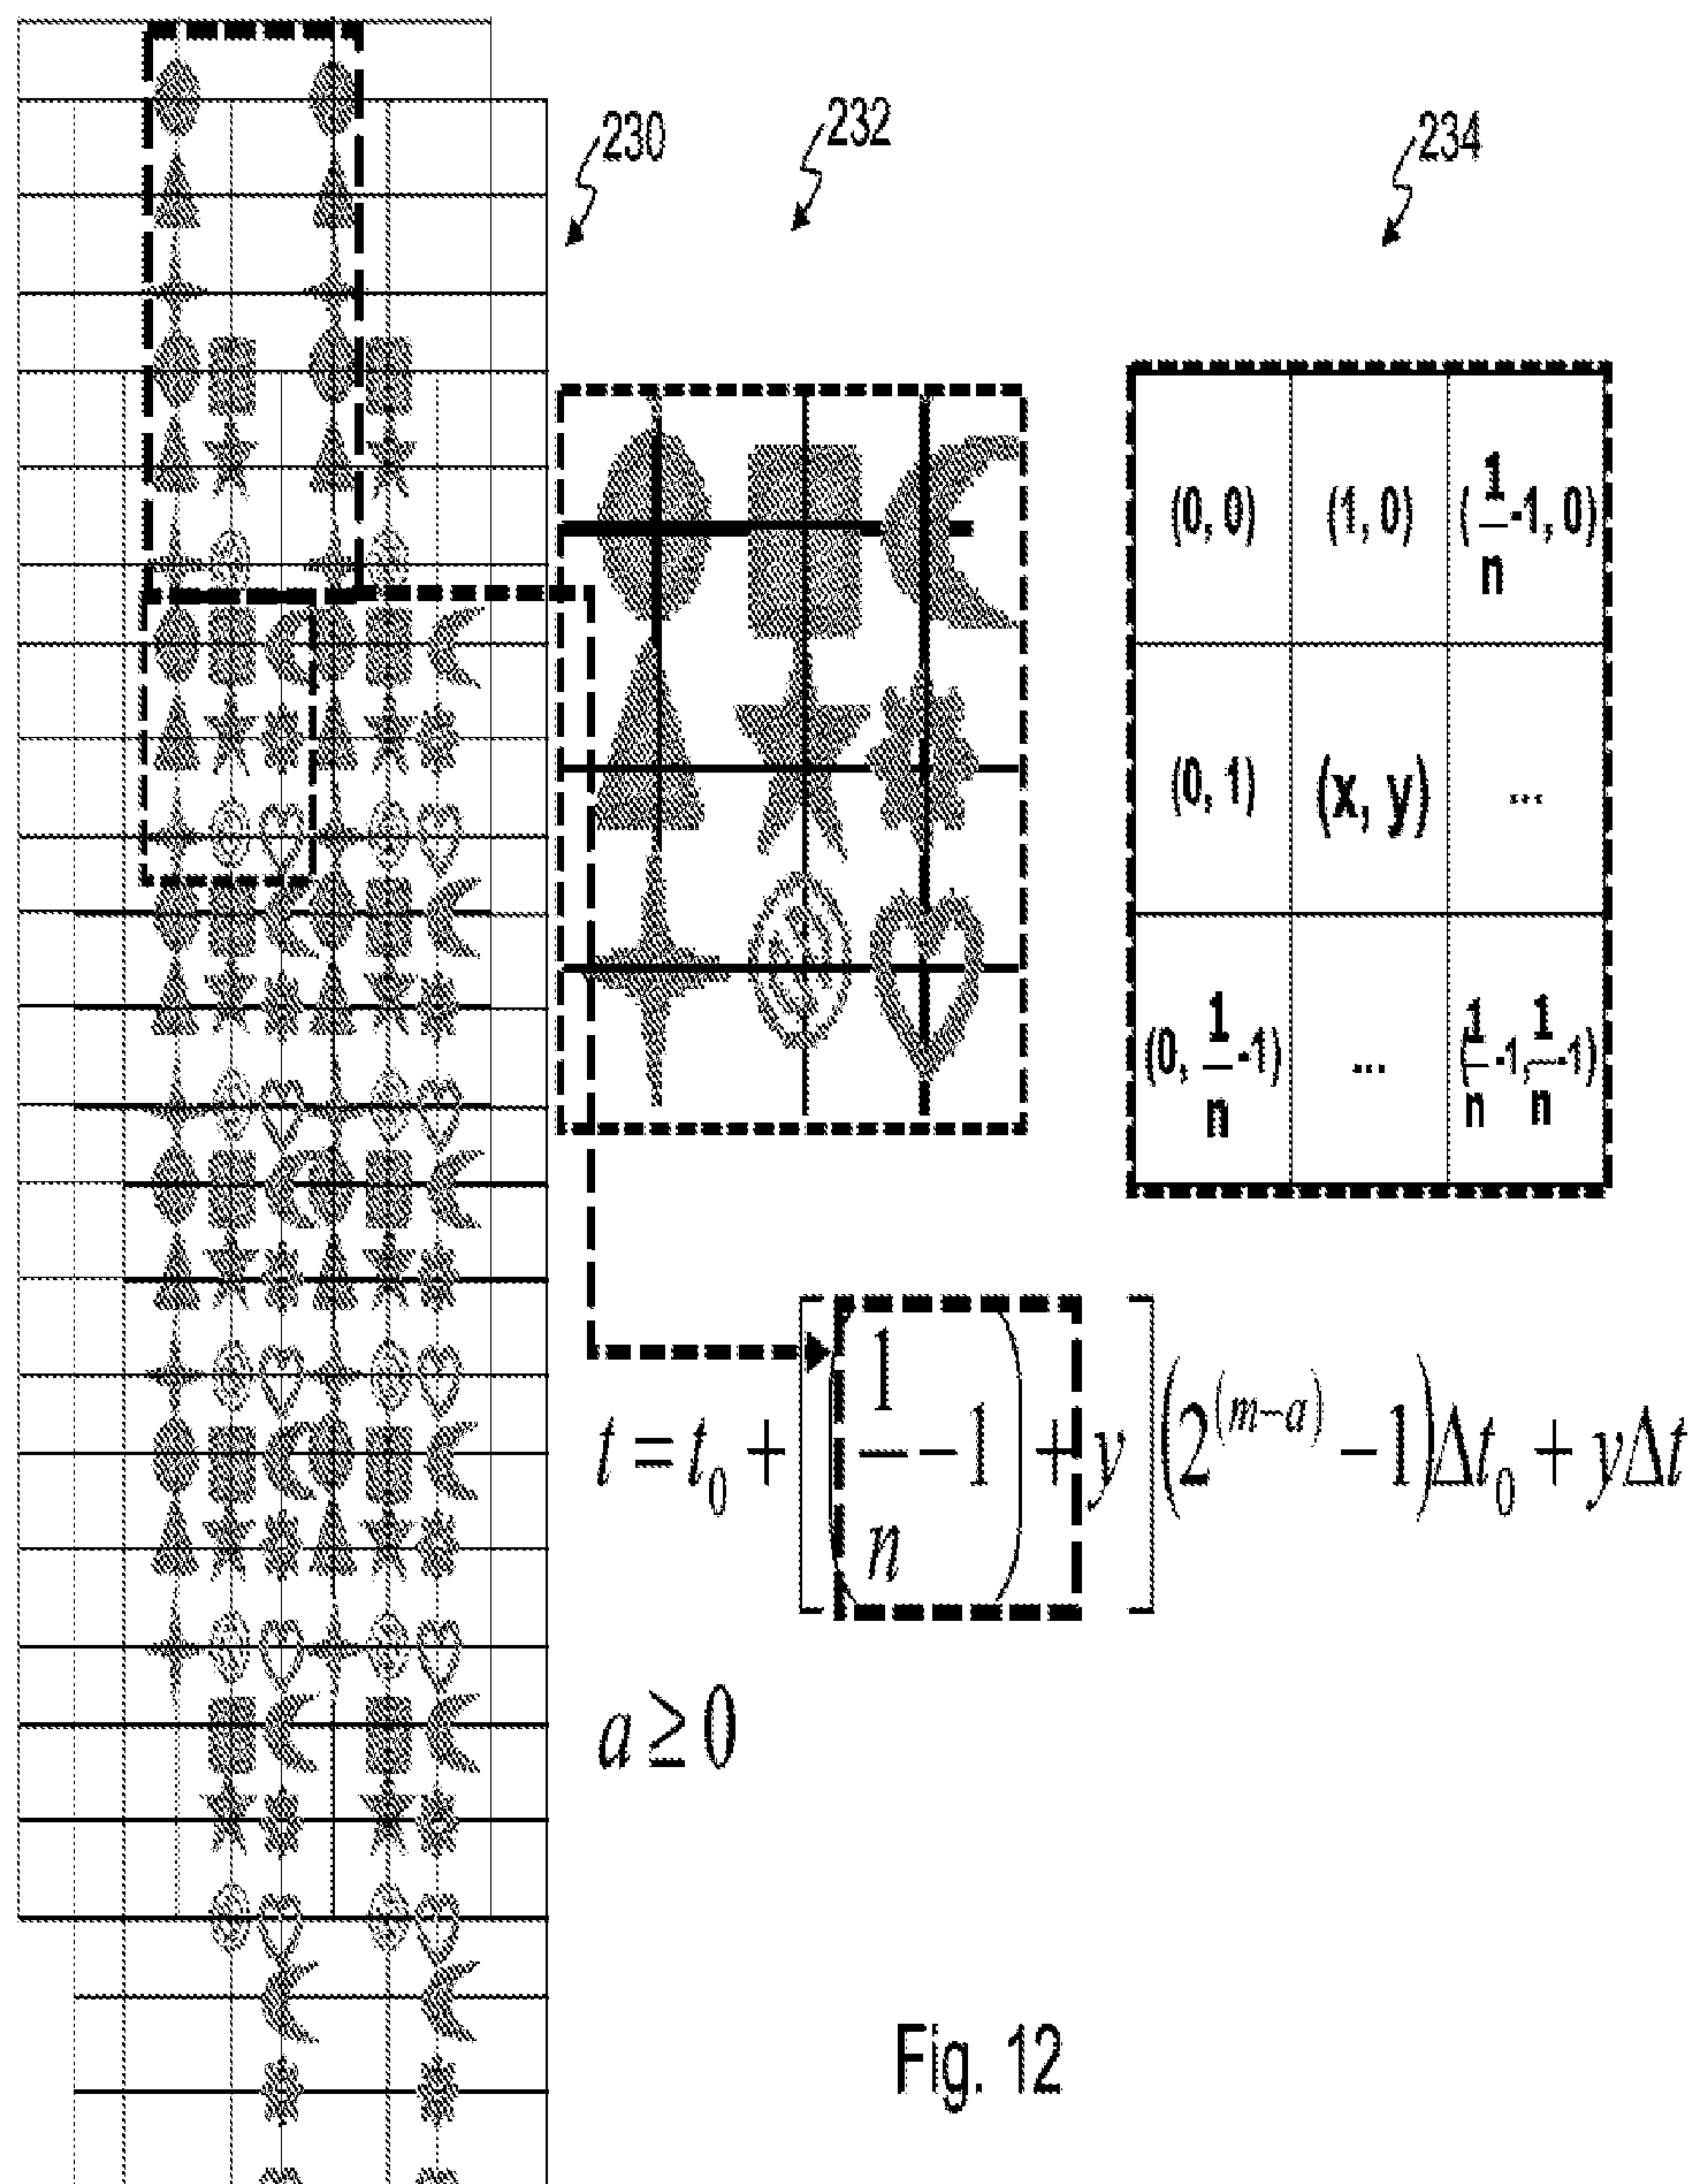 230
232
234
(0, 0) (1, 0) (1/n-1, 0)
(0, 1) (x, y) ...
(0, 1/n-1) ... (1/n-1, 1/n-1)
t = t₀ + [(1/n − 1) + y](2^(m−a) − 1)Δt₀ + yΔt
a ≥ 0
Fig. 12